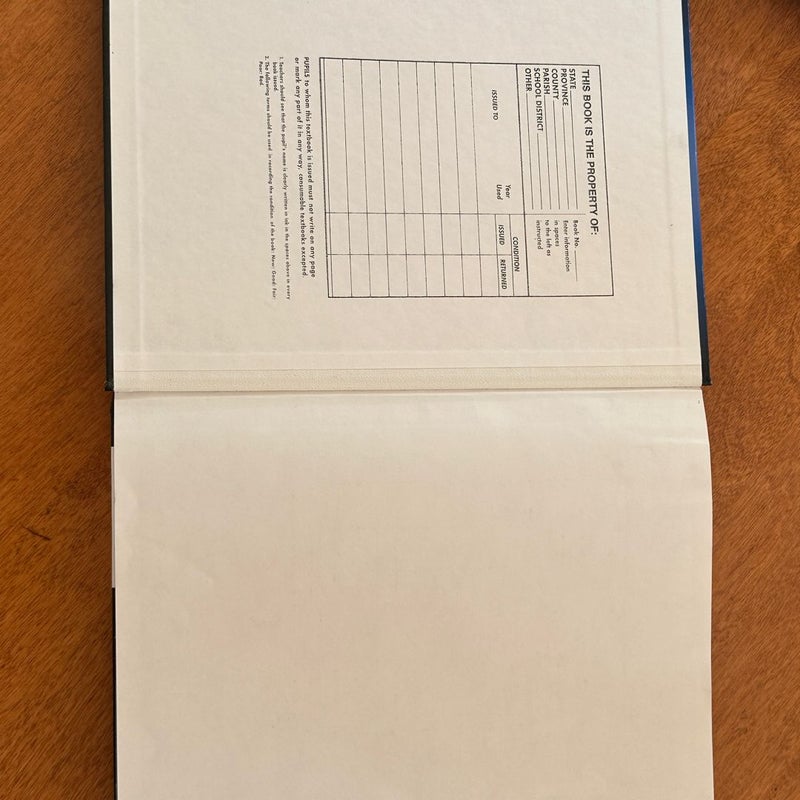 THIS BOOK IS THE PROPERTY OF:
STATE
PROVINCE
COUNTY
PARISH
SCHOOL DISTRICT
OTHER
Book No.
Enter information
in spaces
to the left as
instructed
ISSUED TO
Year
Used
CONDITION
ISSUED
RETURNED
PUPILS to whom this textbook is issued must not write on any page
or mark any part of it in any way, consumable textbooks excepted.
1. Teachers should see that the pupil's name is clearly written in ink in the spaces above in every
book issued.
2. The following terms should be used in recording the condition of the book: New; Good; Fair;
Poor; Bad.